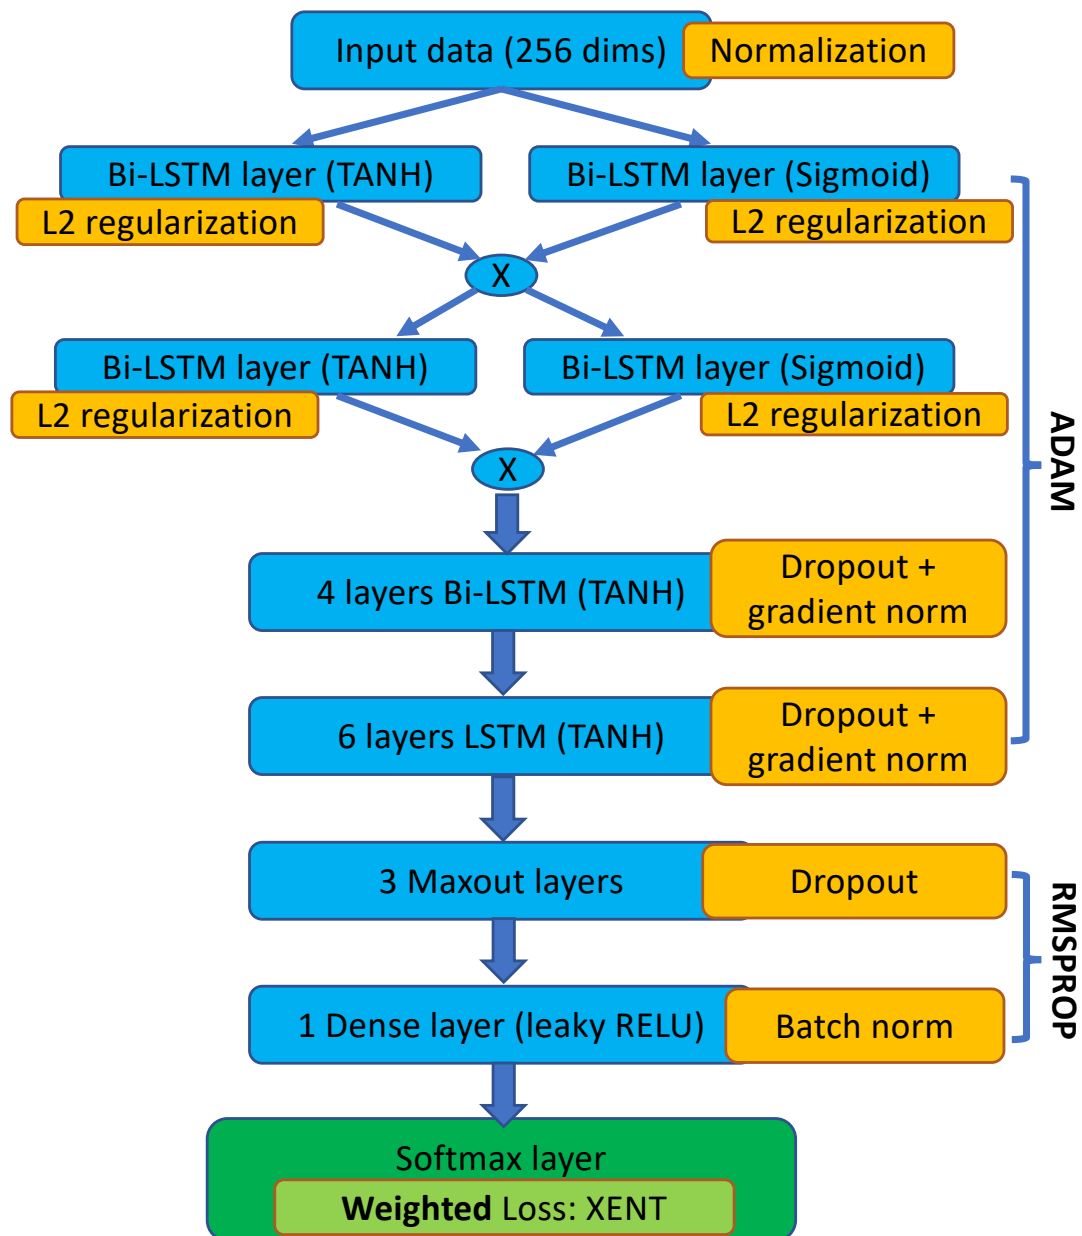 Input data (256 dims)
Normalization
Bi-LSTM layer (TANH)
L2 regularization
Bi-LSTM layer (Sigmoid)
L2 regularization
X
Bi-LSTM layer (TANH)
L2 regularization
Bi-LSTM layer (Sigmoid)
L2 regularization
X
4 layers Bi-LSTM (TANH)
Dropout +
gradient norm
6 layers LSTM (TANH)
Dropout +
gradient norm
ADAM
3 Maxout layers
Dropout
1 Dense layer (leaky RELU)
Batch norm
RMSPROP
Softmax layer
Weighted Loss: XENT